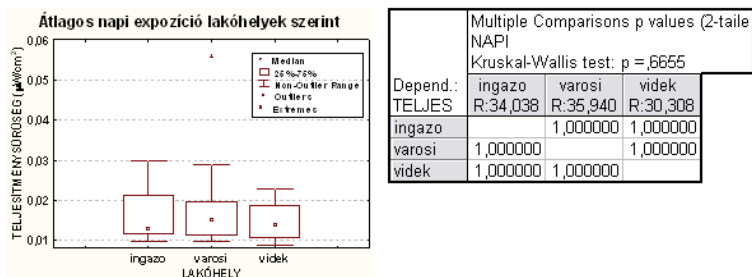 Átlagos napi expozíció lakóhelyek szerint
TELJESÍTMÉNYSŰRŰSÉG (µW/cm²)
0,06
0,05
0,04
0,03
0,02
0,01
Median
25%-75%
Non-Outlier Range
Outliers
Extremes
ingazo varosi videk
LAKÓHELY
Multiple Comparisons p values (2-taile
NAPI
Kruskal-Wallis test: p =,6655
Depend.: ingazo varosi videk
TELJES R:34,038 R:35,940 R:30,308
ingazo 1,000000 1,000000
varosi 1,000000 1,000000
videk 1,000000 1,000000